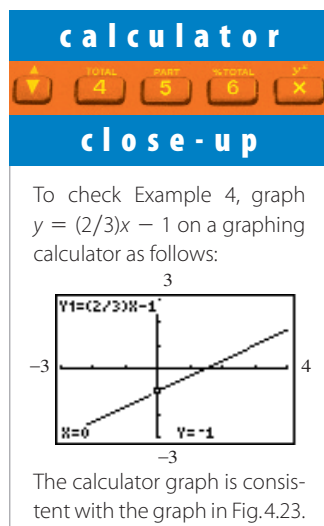 calculator
TOTAL PART %TOTAL yˣ
4 5 6 ×
close-up
To check Example 4, graph
y = (2/3)x − 1 on a graphing
calculator as follows:
3
Y1=(2/3)X-1
−3 4
X=0 Y=-1
−3
The calculator graph is consis-
tent with the graph in Fig.4.23.